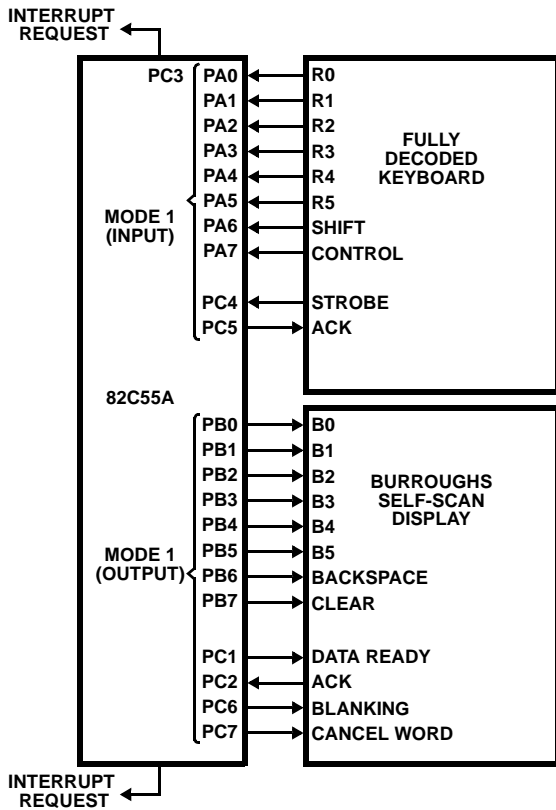 INTERRUPT
REQUEST
PC3 PA0 R0
PA1 R1
PA2 R2
PA3 R3
PA4 R4
PA5 R5
PA6 SHIFT
PA7 CONTROL
FULLY
DECODED
KEYBOARD
MODE 1
(INPUT)
PC4 STROBE
PC5 ACK
82C55A
PB0 B0
PB1 B1
PB2 B2
PB3 B3
PB4 B4
PB5 B5
PB6 BACKSPACE
PB7 CLEAR
BURROUGHS
SELF-SCAN
DISPLAY
MODE 1
(OUTPUT)
PC1 DATA READY
PC2 ACK
PC6 BLANKING
PC7 CANCEL WORD
INTERRUPT
REQUEST